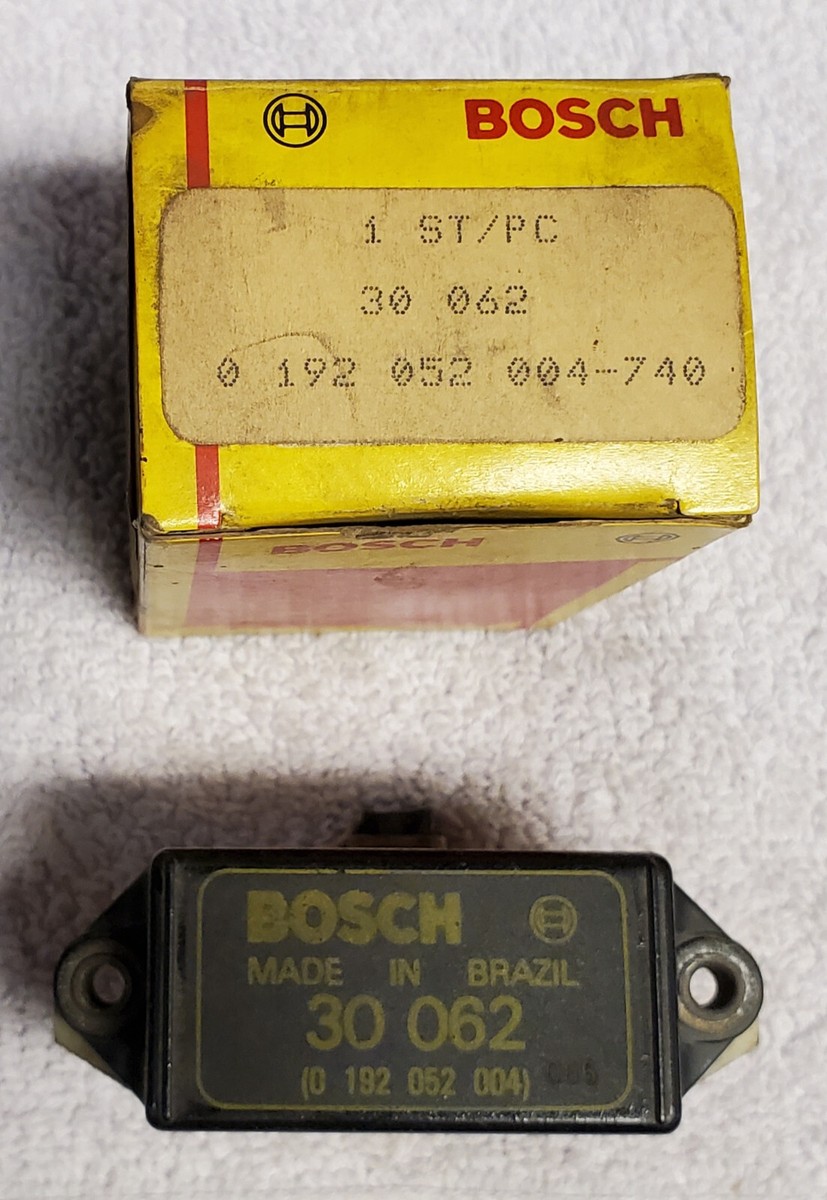 BOSCH
1 ST/PC
30 062
0 192 052 004-740
BOSCH
BOSCH
MADE IN BRAZIL
30 062
(0 192 052 004)